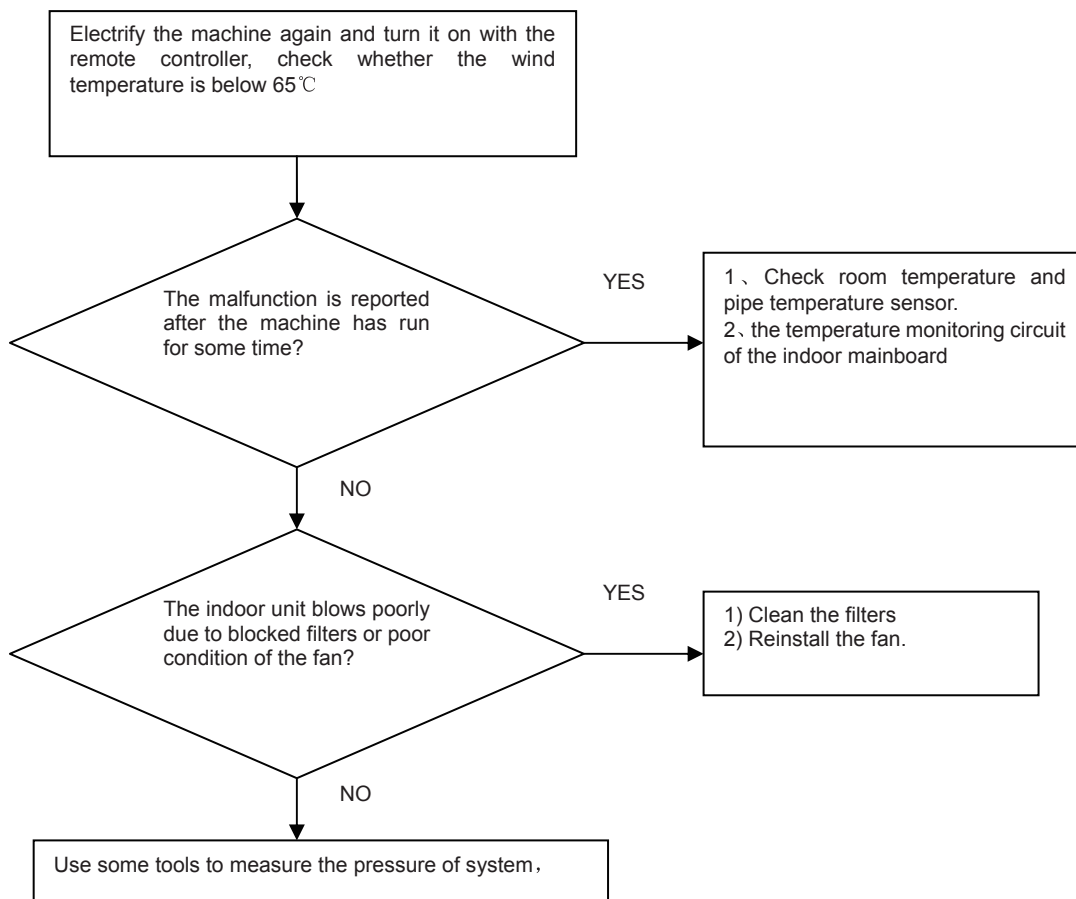 Electrify the machine again and turn it on with the
remote controller, check whether the wind
temperature is below 65℃
The malfunction is reported
after the machine has run
for some time?
YES
1、Check room temperature and
pipe temperature sensor.
2、the temperature monitoring circuit
of the indoor mainboard
NO
The indoor unit blows poorly
due to blocked filters or poor
condition of the fan?
YES
1) Clean the filters
2) Reinstall the fan.
NO
Use some tools to measure the pressure of system，